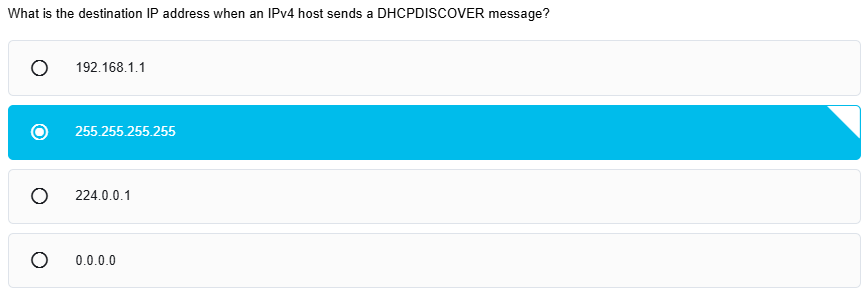 What is the destination IP address when an IPv4 host sends a DHCPDISCOVER message?
192.168.1.1
255.255.255.255
224.0.0.1
0.0.0.0